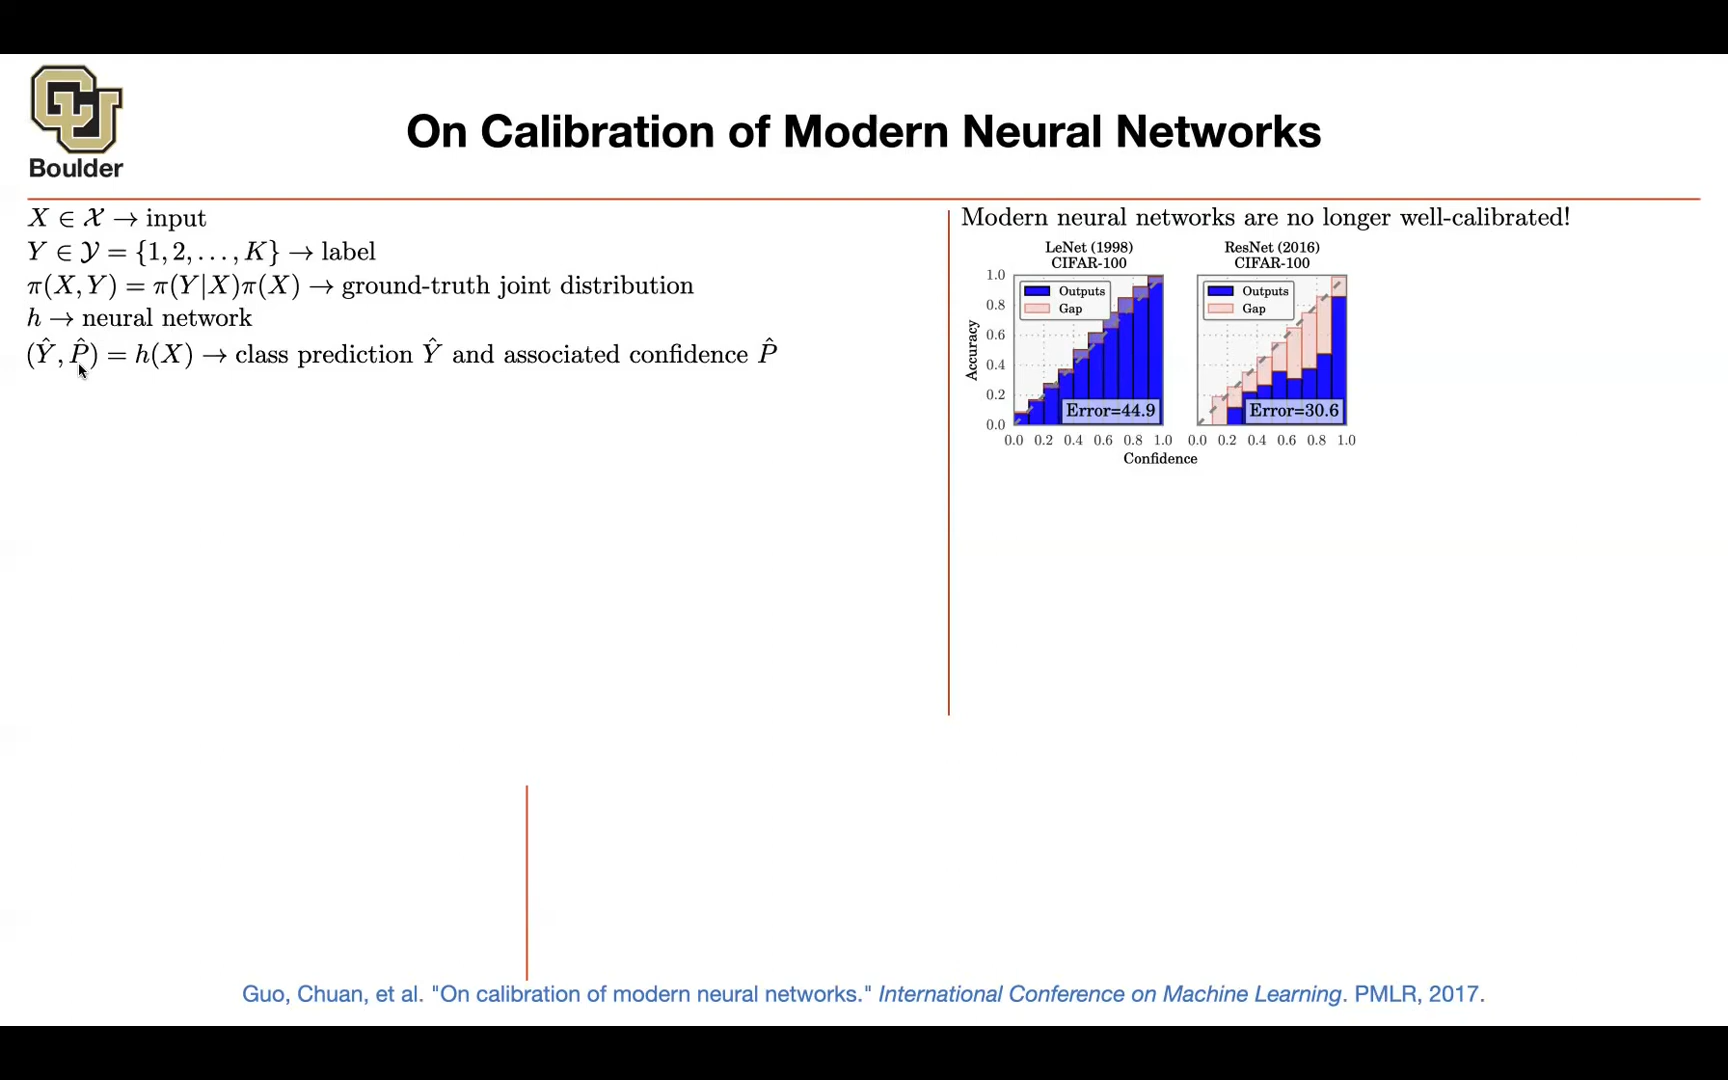 CU
Boulder
On Calibration of Modern Neural Networks
X ∈ 𝒳 → input
Y ∈ 𝒴 = {1, 2, . . . , K} → label
π(X, Y) = π(Y|X)π(X) → ground-truth joint distribution
h → neural network
(Ŷ, P̂) = h(X) → class prediction Ŷ and associated confidence P̂
Modern neural networks are no longer well-calibrated!
LeNet (1998)
CIFAR-100
ResNet (2016)
CIFAR-100
Accuracy
1.0
0.8
0.6
0.4
0.2
0.0
Outputs
Gap
Error=44.9
0.0 0.2 0.4 0.6 0.8 1.0
Outputs
Gap
Error=30.6
0.0 0.2 0.4 0.6 0.8 1.0
Confidence
Guo, Chuan, et al. "On calibration of modern neural networks." International Conference on Machine Learning. PMLR, 2017.